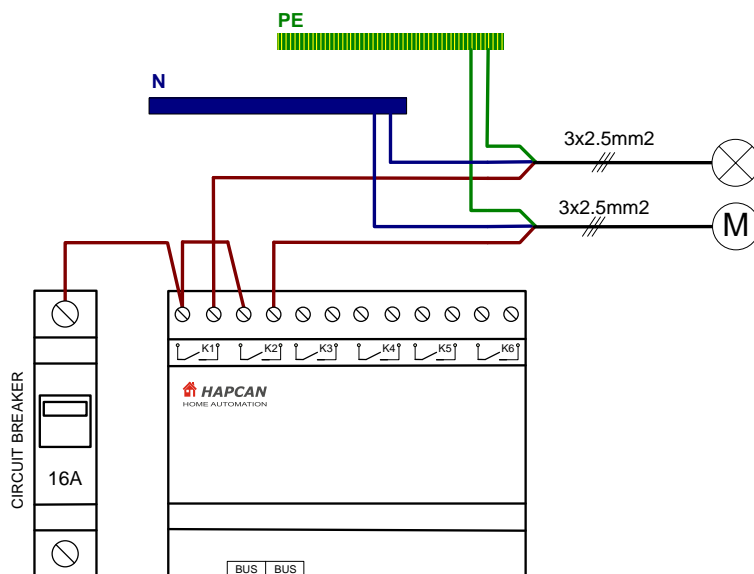 PE
N
3x2.5mm2
3x2.5mm2
M
K1 K2 K3 K4 K5 K6
HAPCAN
HOME AUTOMATION
CIRCUIT BREAKER
16A
BUS BUS